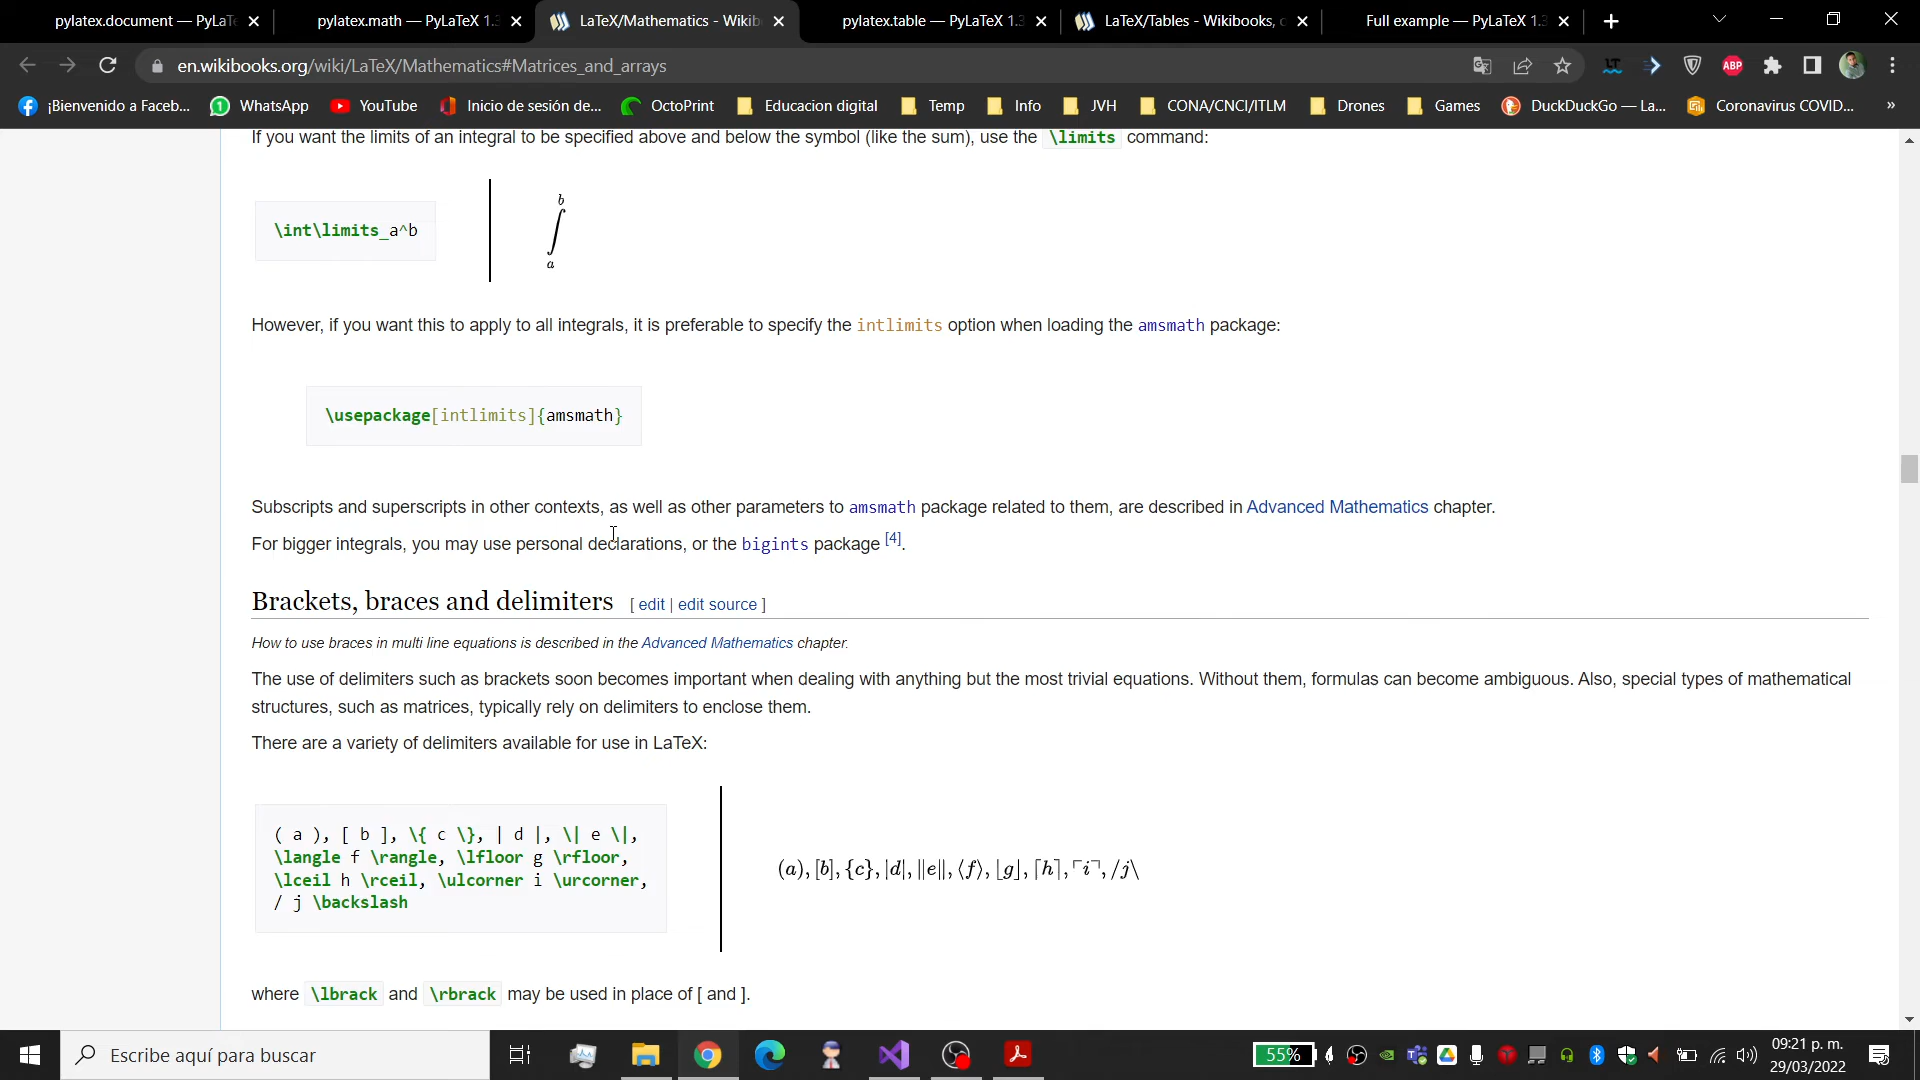 pylatex.document — PyLaT
pylatex.math — PyLaTeX 1.3
LaTeX/Mathematics - Wikib
pylatex.table — PyLaTeX 1.3
LaTeX/Tables - Wikibooks, o
Full example — PyLaTeX 1.3
en.wikibooks.org/wiki/LaTeX/Mathematics#Matrices_and_arrays
¡Bienvenido a Faceb...
WhatsApp
YouTube
Inicio de sesión de...
OctoPrint
Educacion digital
Temp
Info
JVH
CONA/CNCI/ITLM
Drones
Games
DuckDuckGo — La...
Coronavirus COVID...
»
If you want the limits of an integral to be specified above and below the symbol (like the sum), use the \limits command:
\int\limits_a^b
b
∫
a
However, if you want this to apply to all integrals, it is preferable to specify the intlimits option when loading the amsmath package:
\usepackage[intlimits]{amsmath}
Subscripts and superscripts in other contexts, as well as other parameters to amsmath package related to them, are described in Advanced Mathematics chapter.
For bigger integrals, you may use personal declarations, or the bigints package [4].
Brackets, braces and delimiters [ edit | edit source ]
How to use braces in multi line equations is described in the Advanced Mathematics chapter.
The use of delimiters such as brackets soon becomes important when dealing with anything but the most trivial equations. Without them, formulas can become ambiguous. Also, special types of mathematical
structures, such as matrices, typically rely on delimiters to enclose them.
There are a variety of delimiters available for use in LaTeX:
( a ), [ b ], \{ c \}, | d |, \| e \|,
\langle f \rangle, \lfloor g \rfloor,
\lceil h \rceil, \ulcorner i \urcorner,
/ j \backslash
(a), [b], {c}, |d|, ‖e‖, ⟨f⟩, ⌊g⌋, ⌈h⌉, ⌜i⌝, /j\
where \lbrack and \rbrack may be used in place of [ and ].
Escribe aquí para buscar
55%
09:21 p. m.
29/03/2022